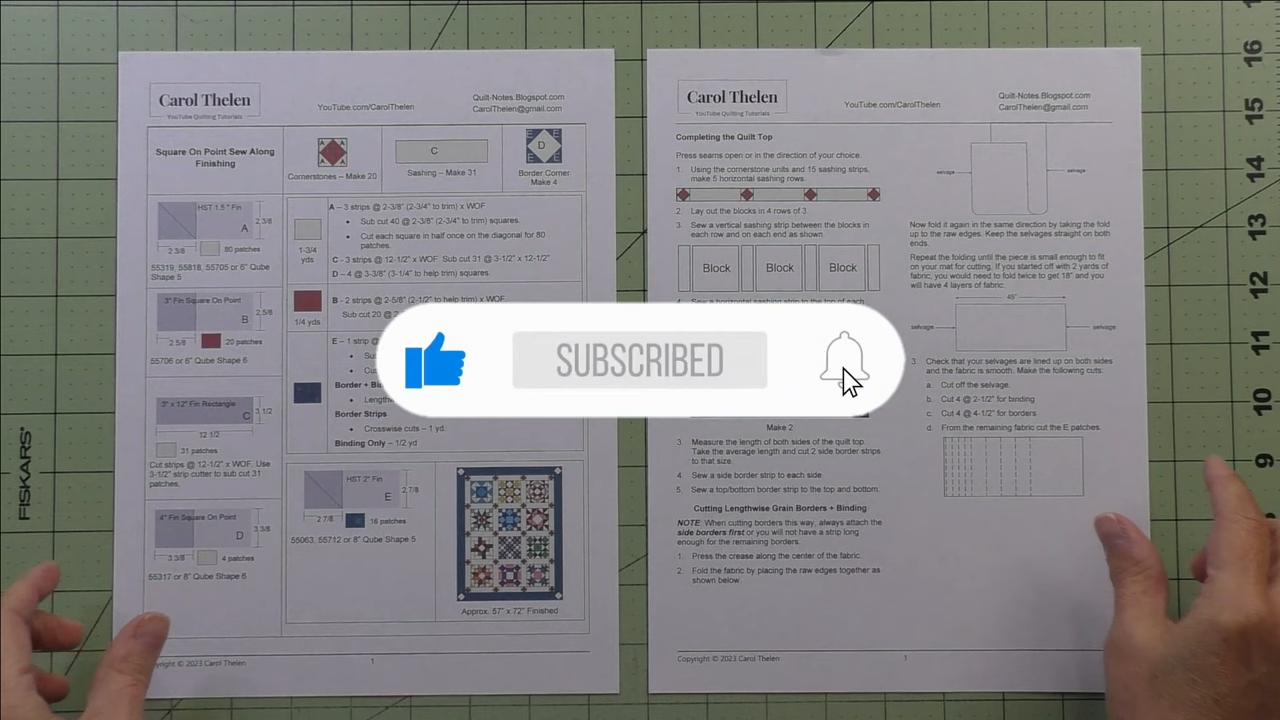 Carol Thelen
YouTube Quilting Tutorials
YouTube.com/CarolThelen
Quilt-Notes.Blogspot.com
CarolThelen@gmail.com
Square On Point Sew Along
Finishing
A A
A A
Cornerstones – Make 20
C
Sashing – Make 31
E E
D
E E
Border Corner
Make 4
HST 1.5 " Fin
A
2 3/8
2 3/8
80 patches
55319, 55818, 55705 or 6" Qube
Shape 5
3" Fin Square On Point
B
2 5/8
2 5/8
20 patches
55706 or 6" Qube Shape 6
3" x 12" Fin Rectangle
C
3 1/2
12 1/2
31 patches
Cut strips @ 12-1/2" x WOF. Use
3-1/2" strip cutter to sub cut 31
patches.
4" Fin Square On Point
D
3 3/8
3 3/8
4 patches
55317 or 8" Qube Shape 6
1-3/4
yds
A – 3 strips @ 2-3/8" (2-3/4" to trim) x WOF
• Sub cut 40 @ 2-3/8" (2-3/4" to trim) squares.
• Cut each square in half once on the diagonal for 80
patches.
C - 3 strips @ 12-1/2" x WOF. Sub cut 31 @ 3-1/2" x 12-1/2"
D – 4 @ 3-3/8" (3-1/4" to help trim) squares.
1/4 yds
B - 2 strips @ 2-5/8" (2-1/2" to help trim) x WOF
Sub cut 20 @
E – 1 strip @
•
•
Border +
•
Border Strips
• Crosswise cuts – 1 yd.
Binding Only – 1/2 yd
HST 2" Fin
E
2 7/8
2 7/8
16 patches
55063, 55712 or 8" Qube Shape 5
Approx. 57" x 72" Finished
Copyright © 2023 Carol Thelen
1
Carol Thelen
YouTube Quilting Tutorials
YouTube.com/CarolThelen
Quilt-Notes.Blogspot.com
CarolThelen@gmail.com
Completing the Quilt Top
Press seams open or in the direction of your choice.
1. Using the cornerstone units and 15 sashing strips,
make 5 horizontal sashing rows.
2. Lay out the blocks in 4 rows of 3.
3. Sew a vertical sashing strip between the blocks in
each row and on each end as shown.
Block Block Block
4. Sew a horizontal sashing strip to the top of each
Make 2
3. Measure the length of both sides of the quilt top.
Take the average length and cut 2 side border strips
to that size.
4. Sew a side border strip to each side.
5. Sew a top/bottom border strip to the top and bottom.
Cutting Lengthwise Grain Borders + Binding
NOTE: When cutting borders this way, always attach the
side borders first or you will not have a strip long
enough for the remaining borders.
1. Press the crease along the center of the fabric.
2. Fold the fabric by placing the raw edges together as
shown below.
selvage
selvage
Now fold it again in the same direction by taking the fold
up to the raw edges. Keep the selvages straight on both
ends.
Repeat the folding until the piece is small enough to fit
on your mat for cutting. If you started off with 2 yards of
fabric, you would need to fold twice to get 18" and you
will have 4 layers of fabric.
45"
selvage
selvage
3. Check that your selvages are lined up on both sides
and the fabric is smooth. Make the following cuts:
a. Cut off the selvage.
b. Cut 4 @ 2-1/2" for binding
c. Cut 4 @ 4-1/2" for borders
d. From the remaining fabric cut the E patches.
Copyright © 2023 Carol Thelen
1
SUBSCRIBED
FISKARS
16
15
14
13
12
11
10
9